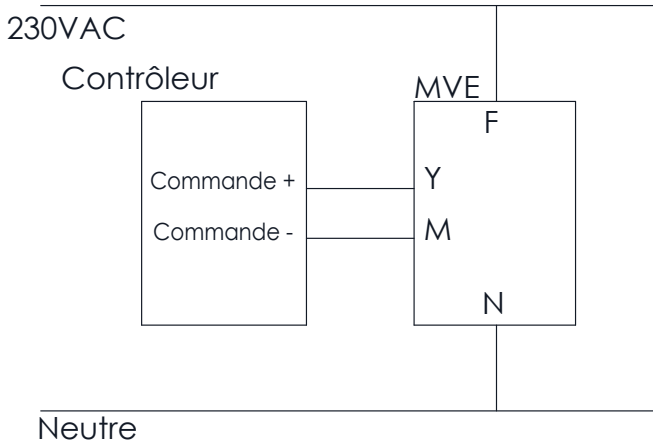 230VAC
Contrôleur
MVE
F
Commande + Y
Commande - M
N
Neutre